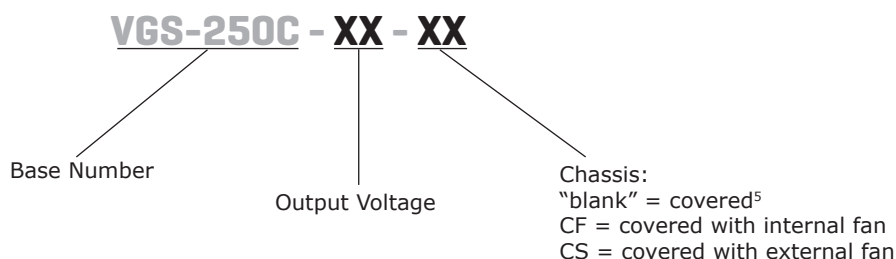 VGS-250C - XX - XX
Base Number
Output Voltage
Chassis:
"blank" = covered⁵
CF = covered with internal fan
CS = covered with external fan